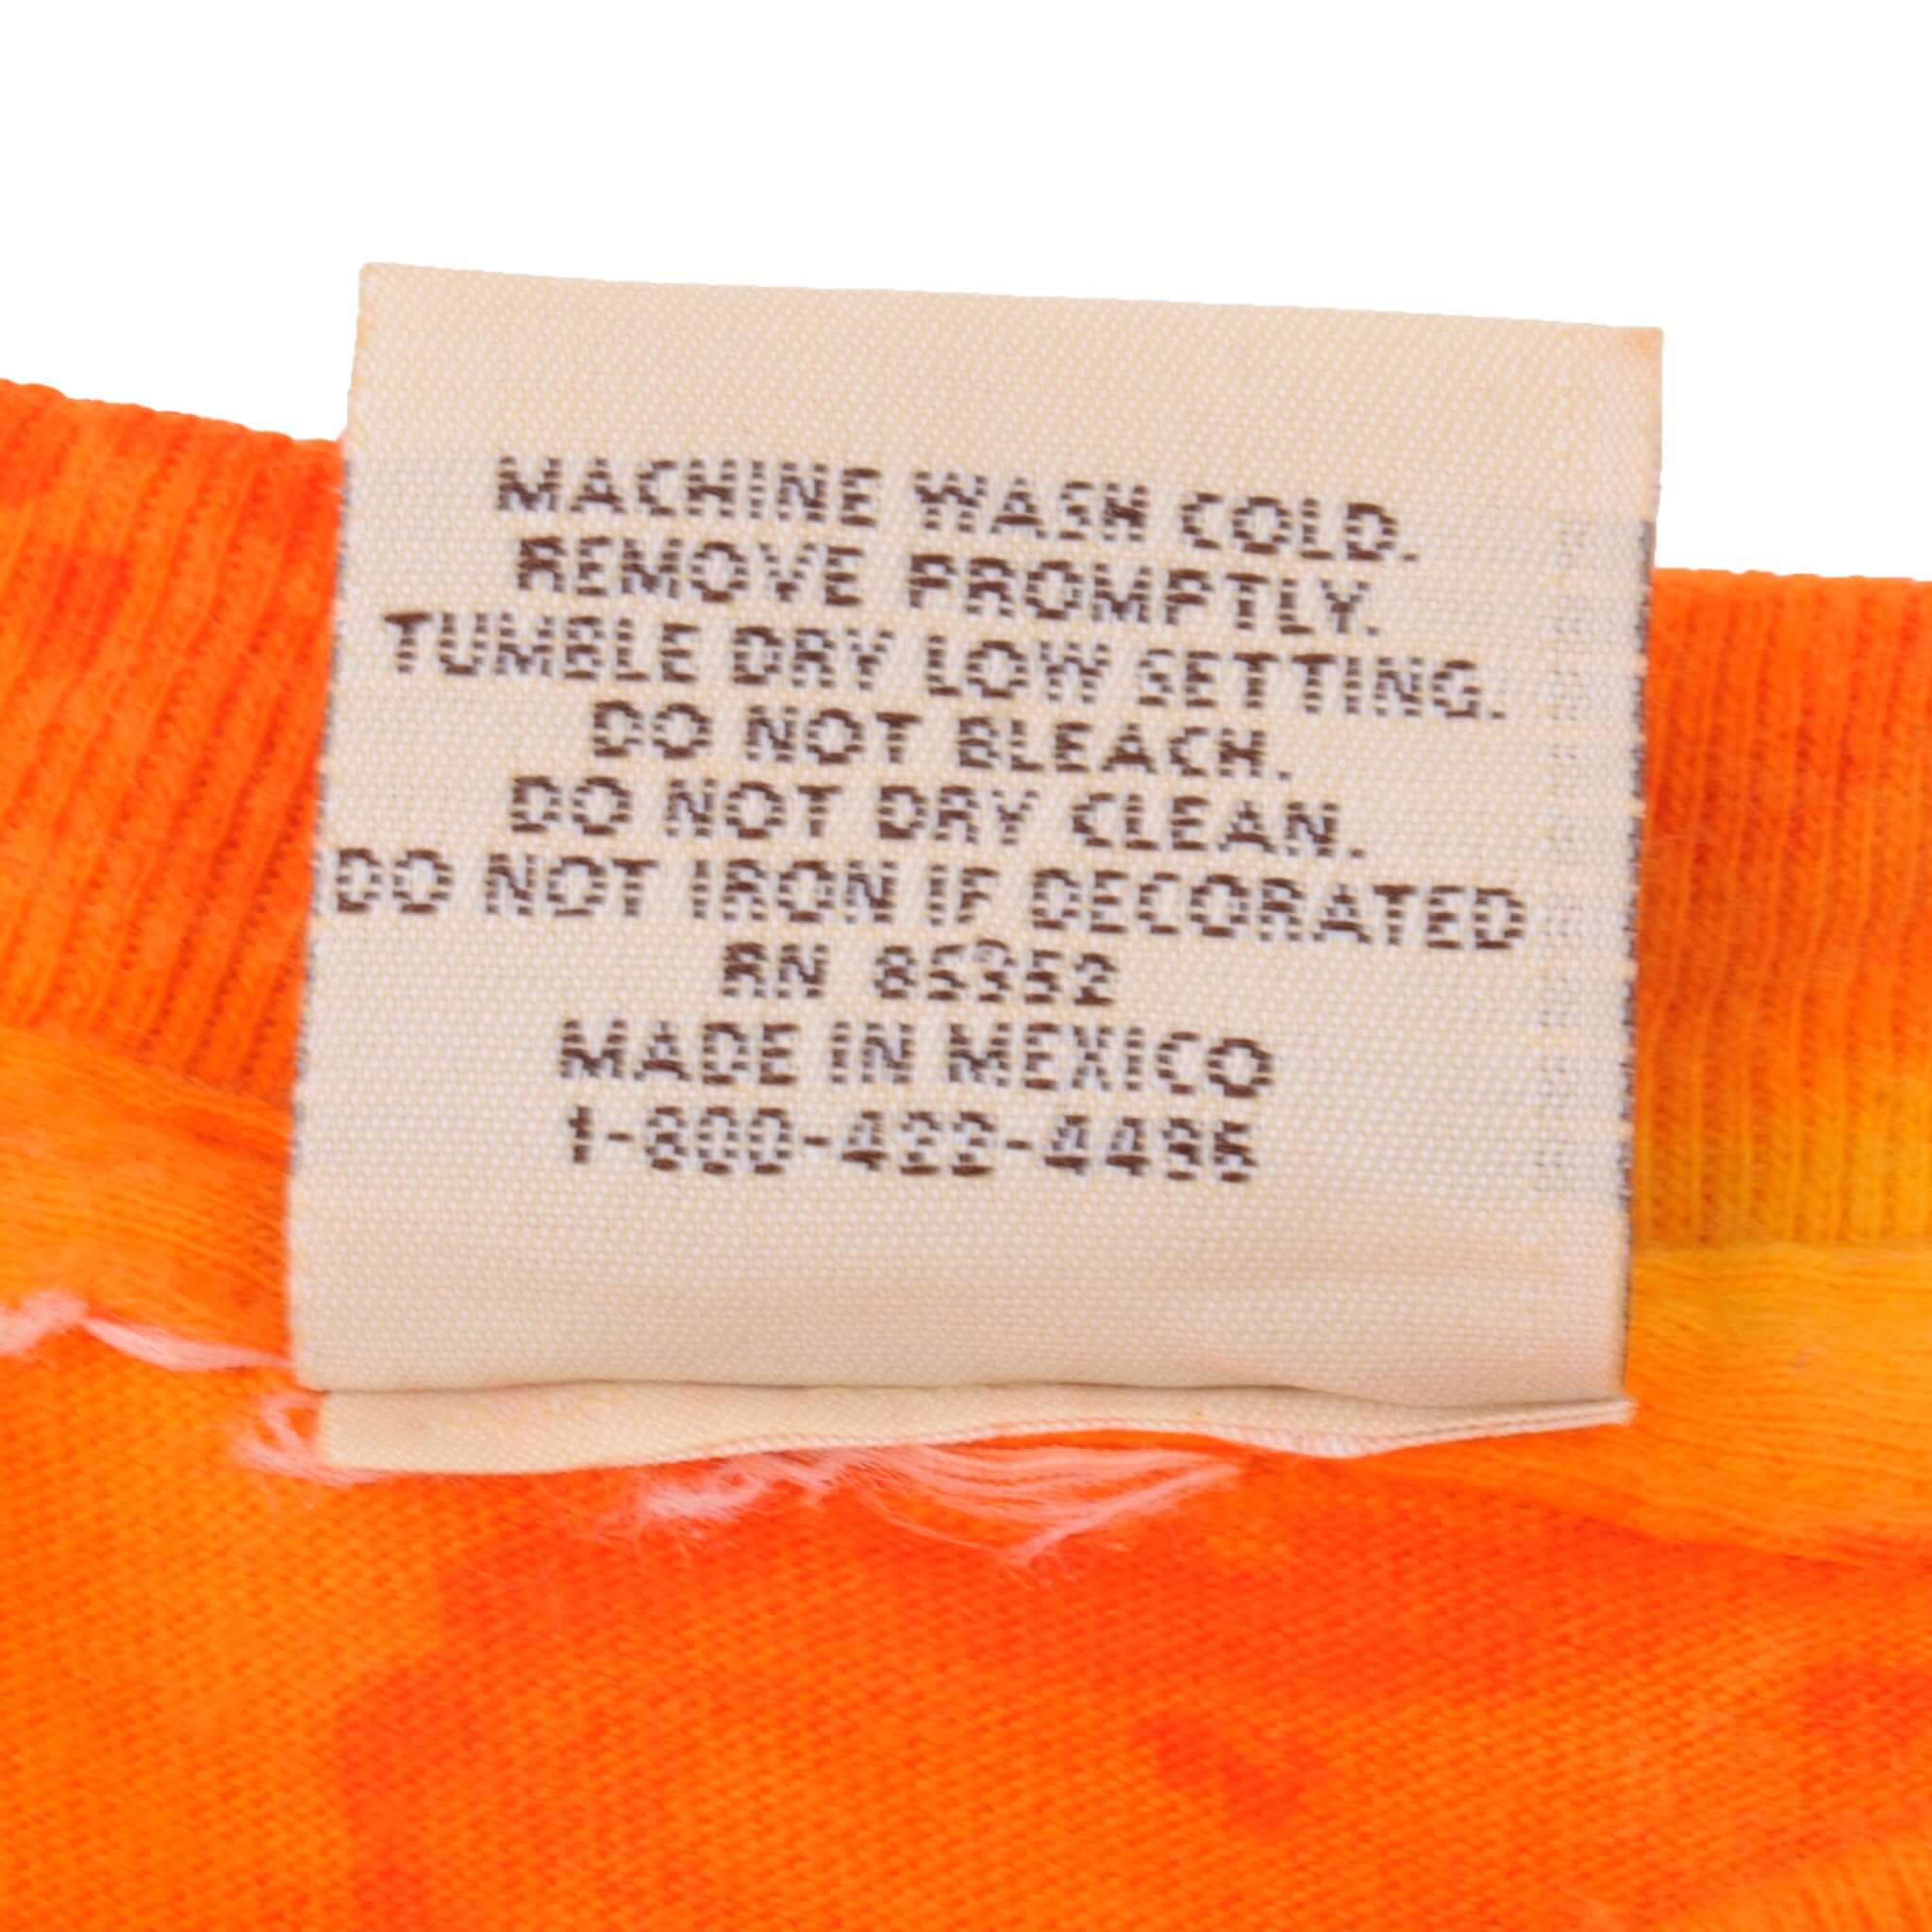 MACHINE WASH COLD.
REMOVE PROMPTLY.
TUMBLE DRY LOW SETTING.
DO NOT BLEACH.
DO NOT DRY CLEAN.
DO NOT IRON IF DECORATED
RN 85352
MADE IN MEXICO
1-800-422-4435